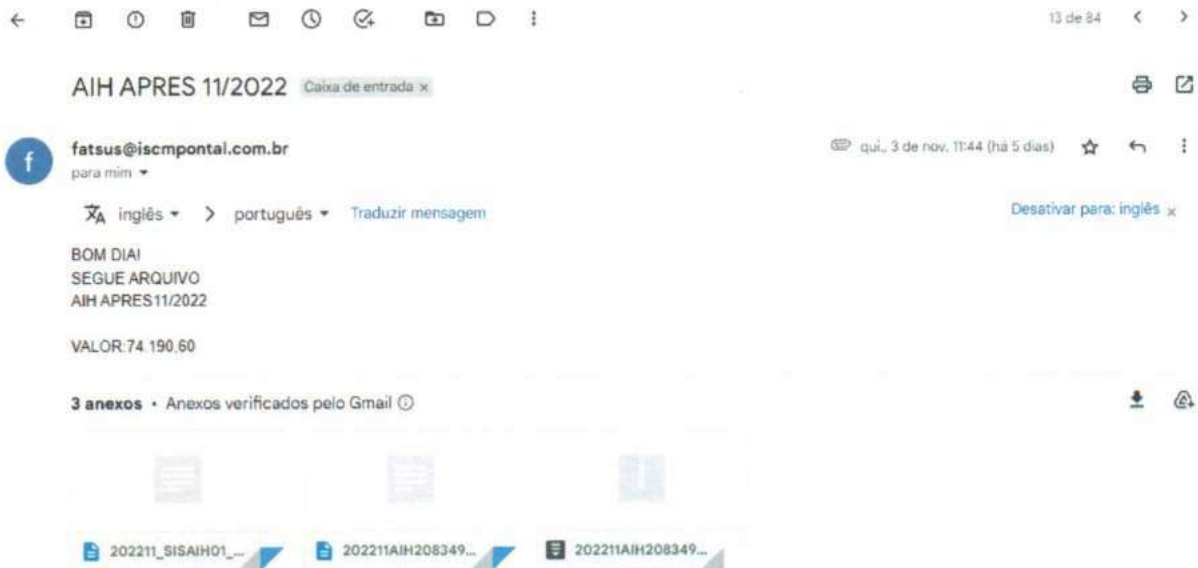 13 de 84
AIH APRES 11/2022 Caixa de entrada x
f
fatsus@iscmpontal.com.br
qui., 3 de nov. 11:44 (há 5 dias)
para mim
inglês > português Traduzir mensagem
Desativar para: inglês x
BOM DIA!
SEGUE ARQUIVO
AIH APRES11/2022
VALOR:74.190,60
3 anexos • Anexos verificados pelo Gmail
202211_SISAIH01_...
202211AIH208349...
202211AIH208349...